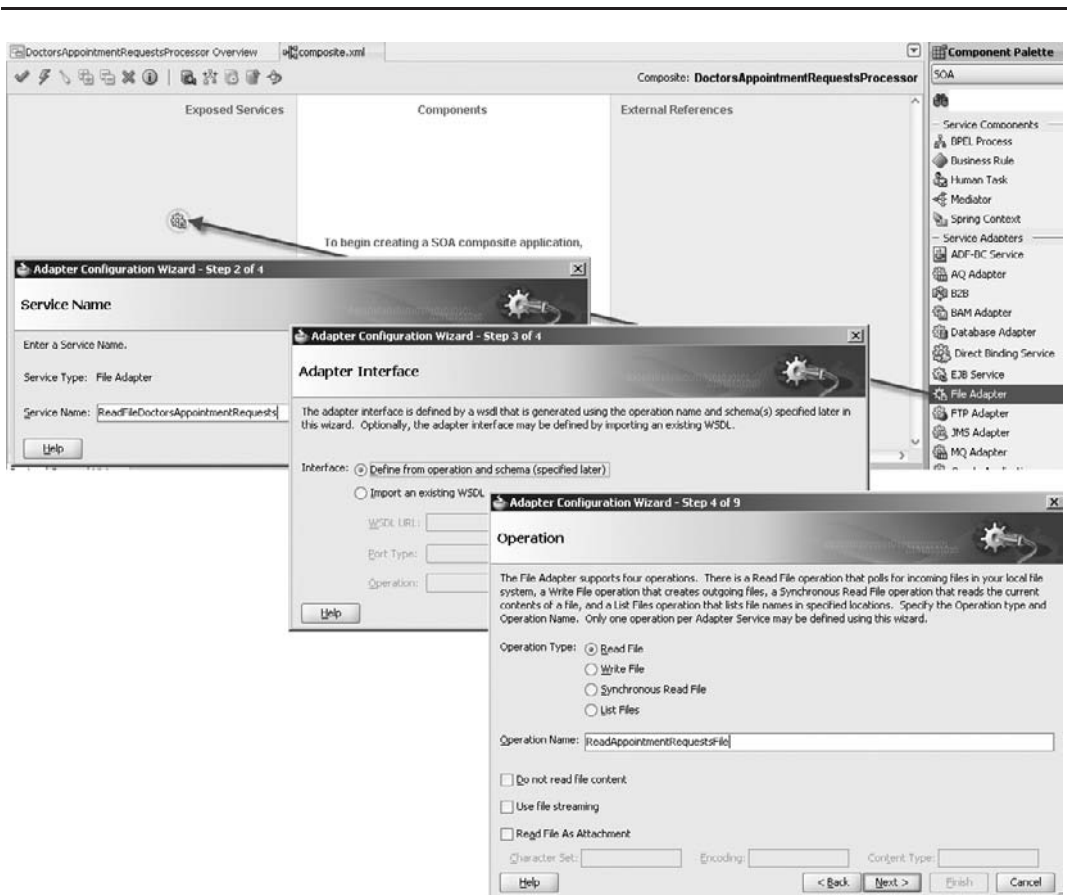 DoctorsAppointmentRequestsProcessor Overview
composite.xml
Composite: DoctorsAppointmentRequestsProcessor
Exposed Services
Components
External References
To begin creating a SOA composite application,
Component Palette
SOA
Service Components
BPEL Process
Business Rule
Human Task
Mediator
Spring Context
Service Adapters
ADF-BC Service
AQ Adapter
B2B
BAM Adapter
Database Adapter
Direct Binding Service
EJB Service
File Adapter
FTP Adapter
JMS Adapter
MQ Adapter
Adapter Configuration Wizard - Step 2 of 4
Service Name
Enter a Service Name.
Service Type: File Adapter
Service Name: ReadFileDoctorsAppointmentRequests
Help
Adapter Configuration Wizard - Step 3 of 4
Adapter Interface
The adapter interface is defined by a wsdl that is generated using the operation name and schema(s) specified later in
this wizard. Optionally, the adapter interface may be defined by importing an existing WSDL.
Interface: Define from operation and schema (specified later)
Import an existing WSDL
WSDL URL:
Port Type:
Operation:
Help
Adapter Configuration Wizard - Step 4 of 9
Operation
The File Adapter supports four operations. There is a Read File operation that polls for incoming files in your local file
system, a Write File operation that creates outgoing files, a Synchronous Read File operation that reads the current
contents of a file, and a List Files operation that lists file names in specified locations. Specify the Operation type and
Operation Name. Only one operation per Adapter Service may be defined using this wizard.
Operation Type: Read File
Write File
Synchronous Read File
List Files
Operation Name: ReadAppointmentRequestsFile
Do not read file content
Use file streaming
Read File As Attachment
Character Set: Encoding: Content Type:
Help < Back Next > Finish Cancel